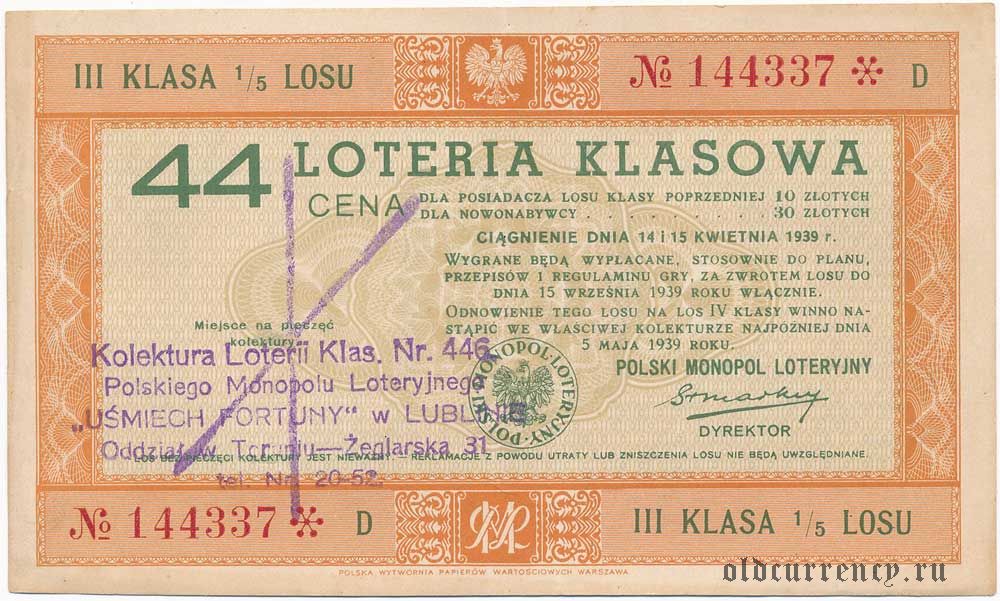 III KLASA 1/5 LOSU
№ 144337 * D
44 LOTERIA KLASOWA
CENA DLA POSIADACZA LOSU KLASY POPRZEDNIEJ 10 ZŁOTYCH
DLA NOWONABYWCY . . . . . . . . . . . 30 ZŁOTYCH
CIĄGNIENIE DNIA 14 I 15 KWIETNIA 1939 r.
WYGRANE BĘDĄ WYPŁACANE, STOSOWNIE DO PLANU,
PRZEPISÓW I REGULAMINU GRY, ZA ZWROTEM LOSU DO
DNIA 15 WRZEŚNIA 1939 ROKU WŁĄCZNIE.
ODNOWIENIE TEGO LOSU NA LOS IV KLASY WINNO NA-
STĄPIĆ WE WŁAŚCIWEJ KOLEKTURZE NAJPÓŹNIEJ DNIA
5 MAJA 1939 ROKU.
POLSKI MONOPOL LOTERYJNY
DYREKTOR
Miejsce na pieczęć
kolektury
Kolektura Loterii Klas. Nr. 446
Polskiego Monopolu Loteryjnego
„UŚMIECH FORTUNY" w LUBLINIE
Oddział w Toruniu—Żeglarska 31
tel. Nr. 20-52.
POLSKI·MONOPOL·LOTERYJNY·
LOS BEZ PIECZĘCI KOLEKTURY JEST NIEWAŻNY. – REKLAMACJE Z POWODU UTRATY LUB ZNISZCZENIA LOSU NIE BĘDĄ UWZGLĘDNIANE.
№ 144337 * D
III KLASA 1/5 LOSU
POLSKA WYTWÓRNIA PAPIERÓW WARTOŚCIOWYCH WARSZAWA
oldcurrency.ru